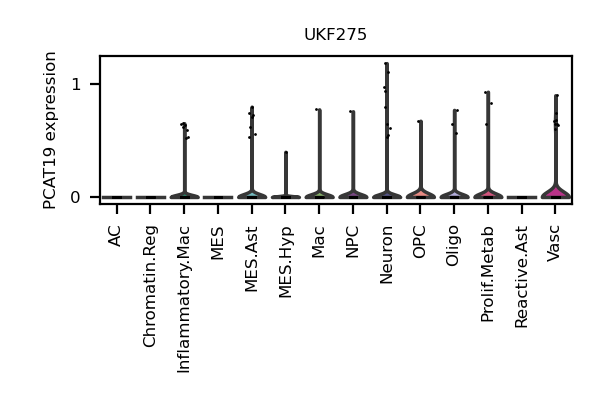 UKF275
PCAT19 expression
1
0
AC
Chromatin.Reg
Inflammatory.Mac
MES
MES.Ast
MES.Hyp
Mac
NPC
Neuron
OPC
Oligo
Prolif.Metab
Reactive.Ast
Vasc